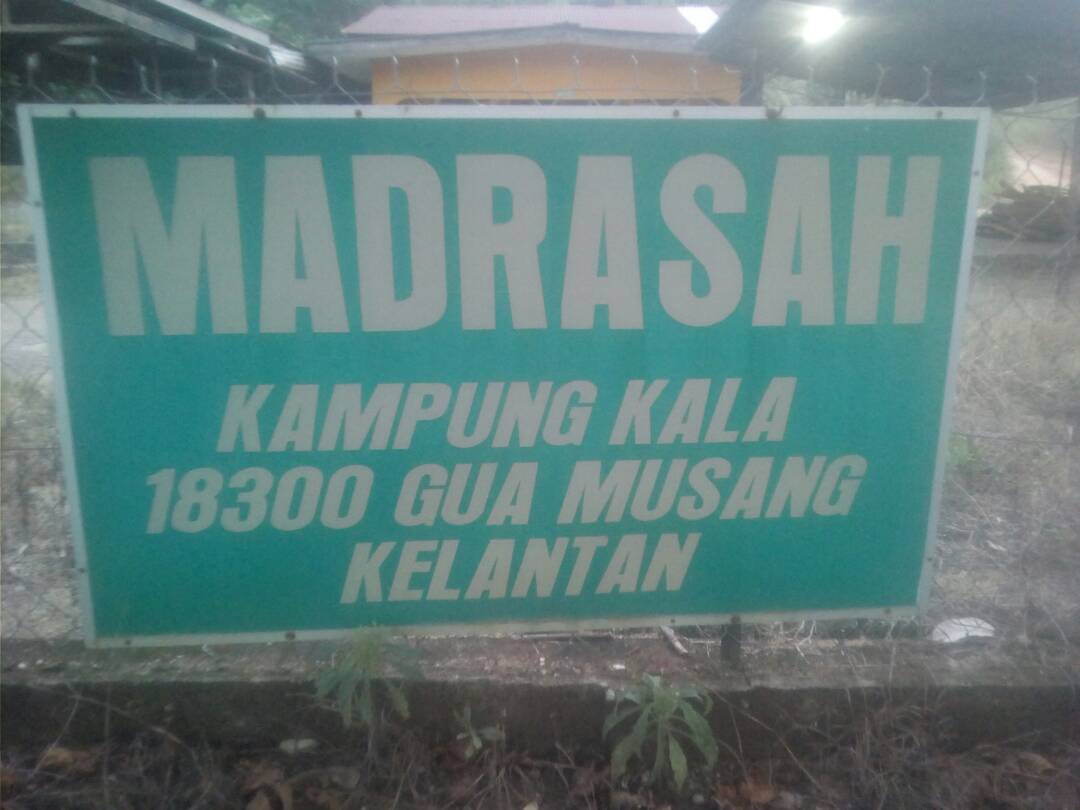 MADRASAH
KAMPUNG KALA
18300 GUA MUSANG
KELANTAN